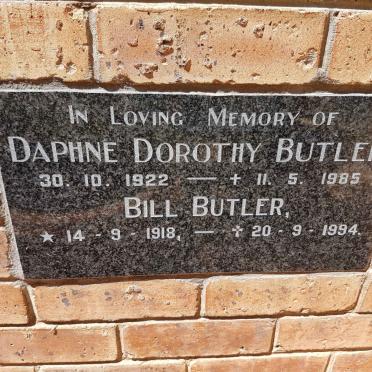 IN LOVING MEMORY OF
DAPHNE DOROTHY BUTLER
30. 10. 1922 — + 11. 5. 1985
BILL BUTLER,
★ 14 - 9 - 1918, — ✝ 20 - 9 - 1994.